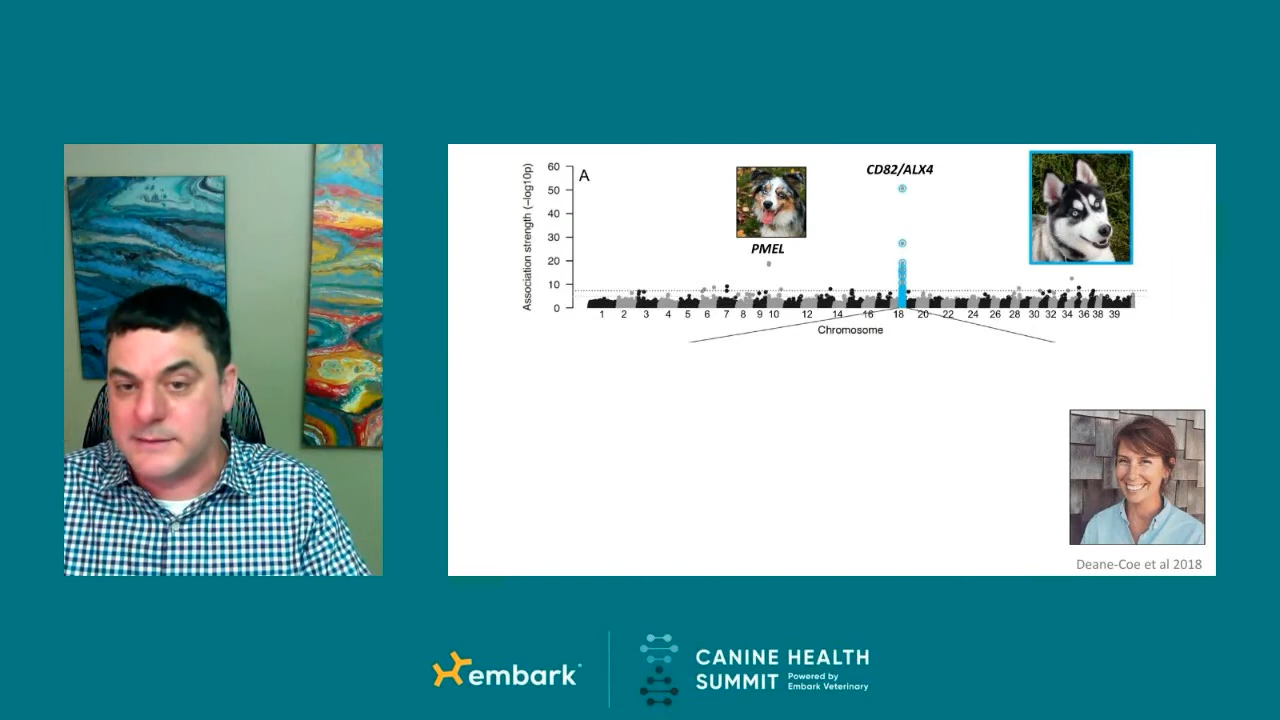 A
Association strength (–log10p)
60
50
40
30
20
10
0
CD82/ALX4
PMEL
1 2 3 4 5 6 7 8 9 10 12 14 16 18 20 22 24 26 28 30 32 34 36 38 39
Chromosome
Deane-Coe et al 2018
embark
CANINE HEALTH
SUMMIT Powered by
Embark Veterinary